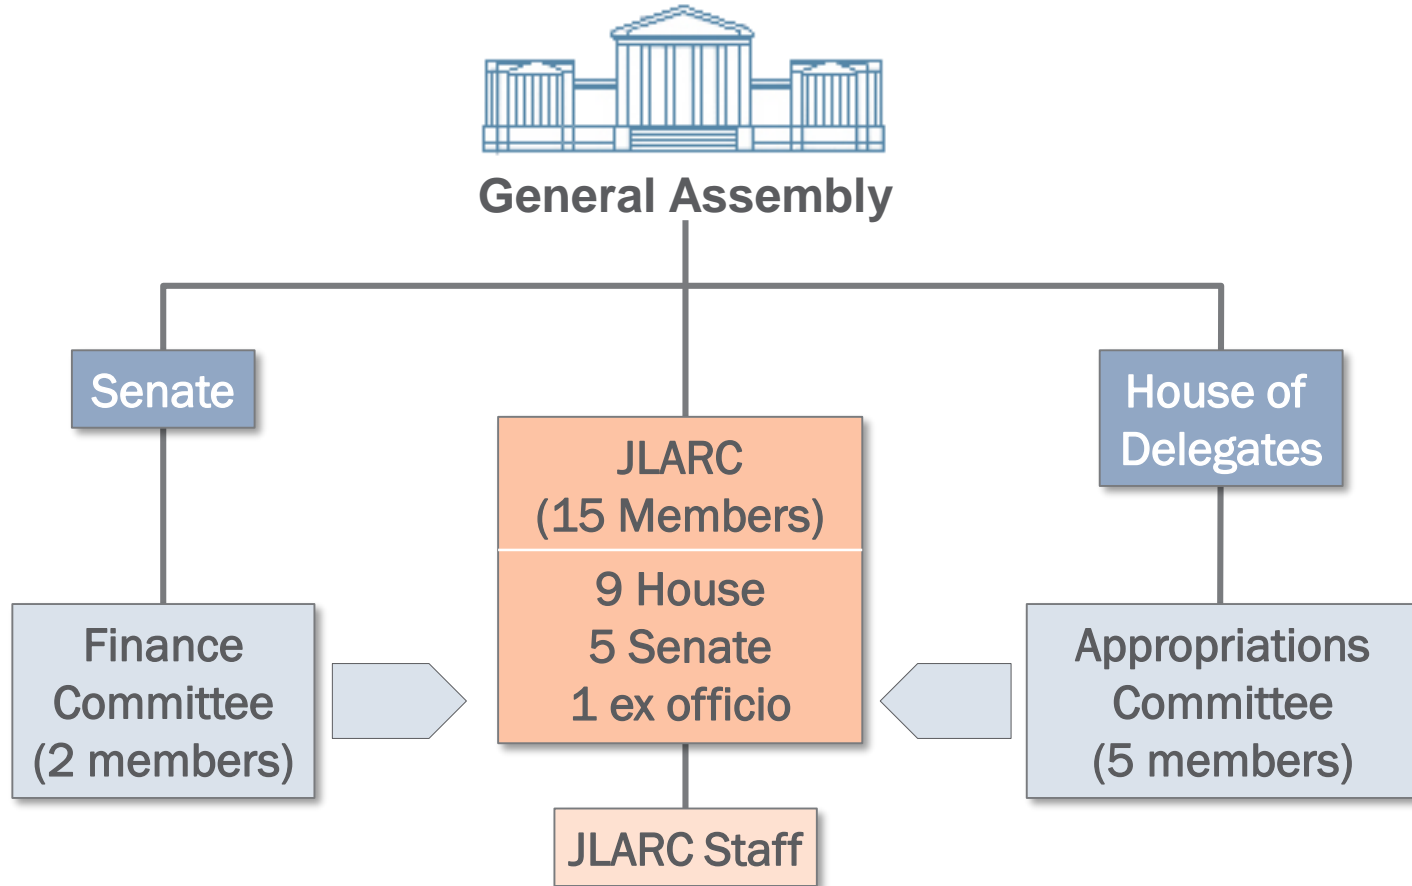 General Assembly
Senate
House of
Delegates
JLARC
(15 Members)
9 House
5 Senate
1 ex officio
Finance
Committee
(2 members)
Appropriations
Committee
(5 members)
JLARC Staff